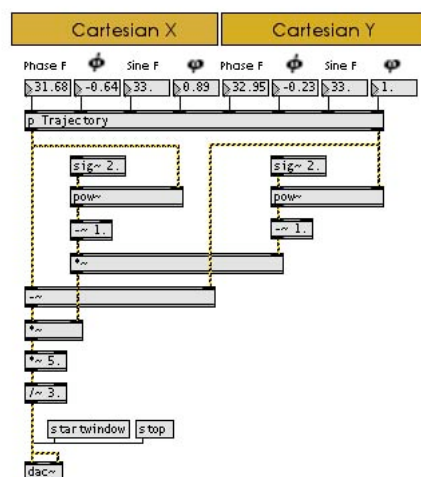 Cartesian X Cartesian Y
Phase F ϕ Sine F φ Phase F ϕ Sine F φ
31.68 -0.64 33. 0.89 32.95 -0.23 33. 1.
p Trajectory
sig~ 2. sig~ 2.
pow~ pow~
-~ 1. -~ 1.
*~
-~
*~
*~ 5.
/~ 3.
startwindow stop
dac~